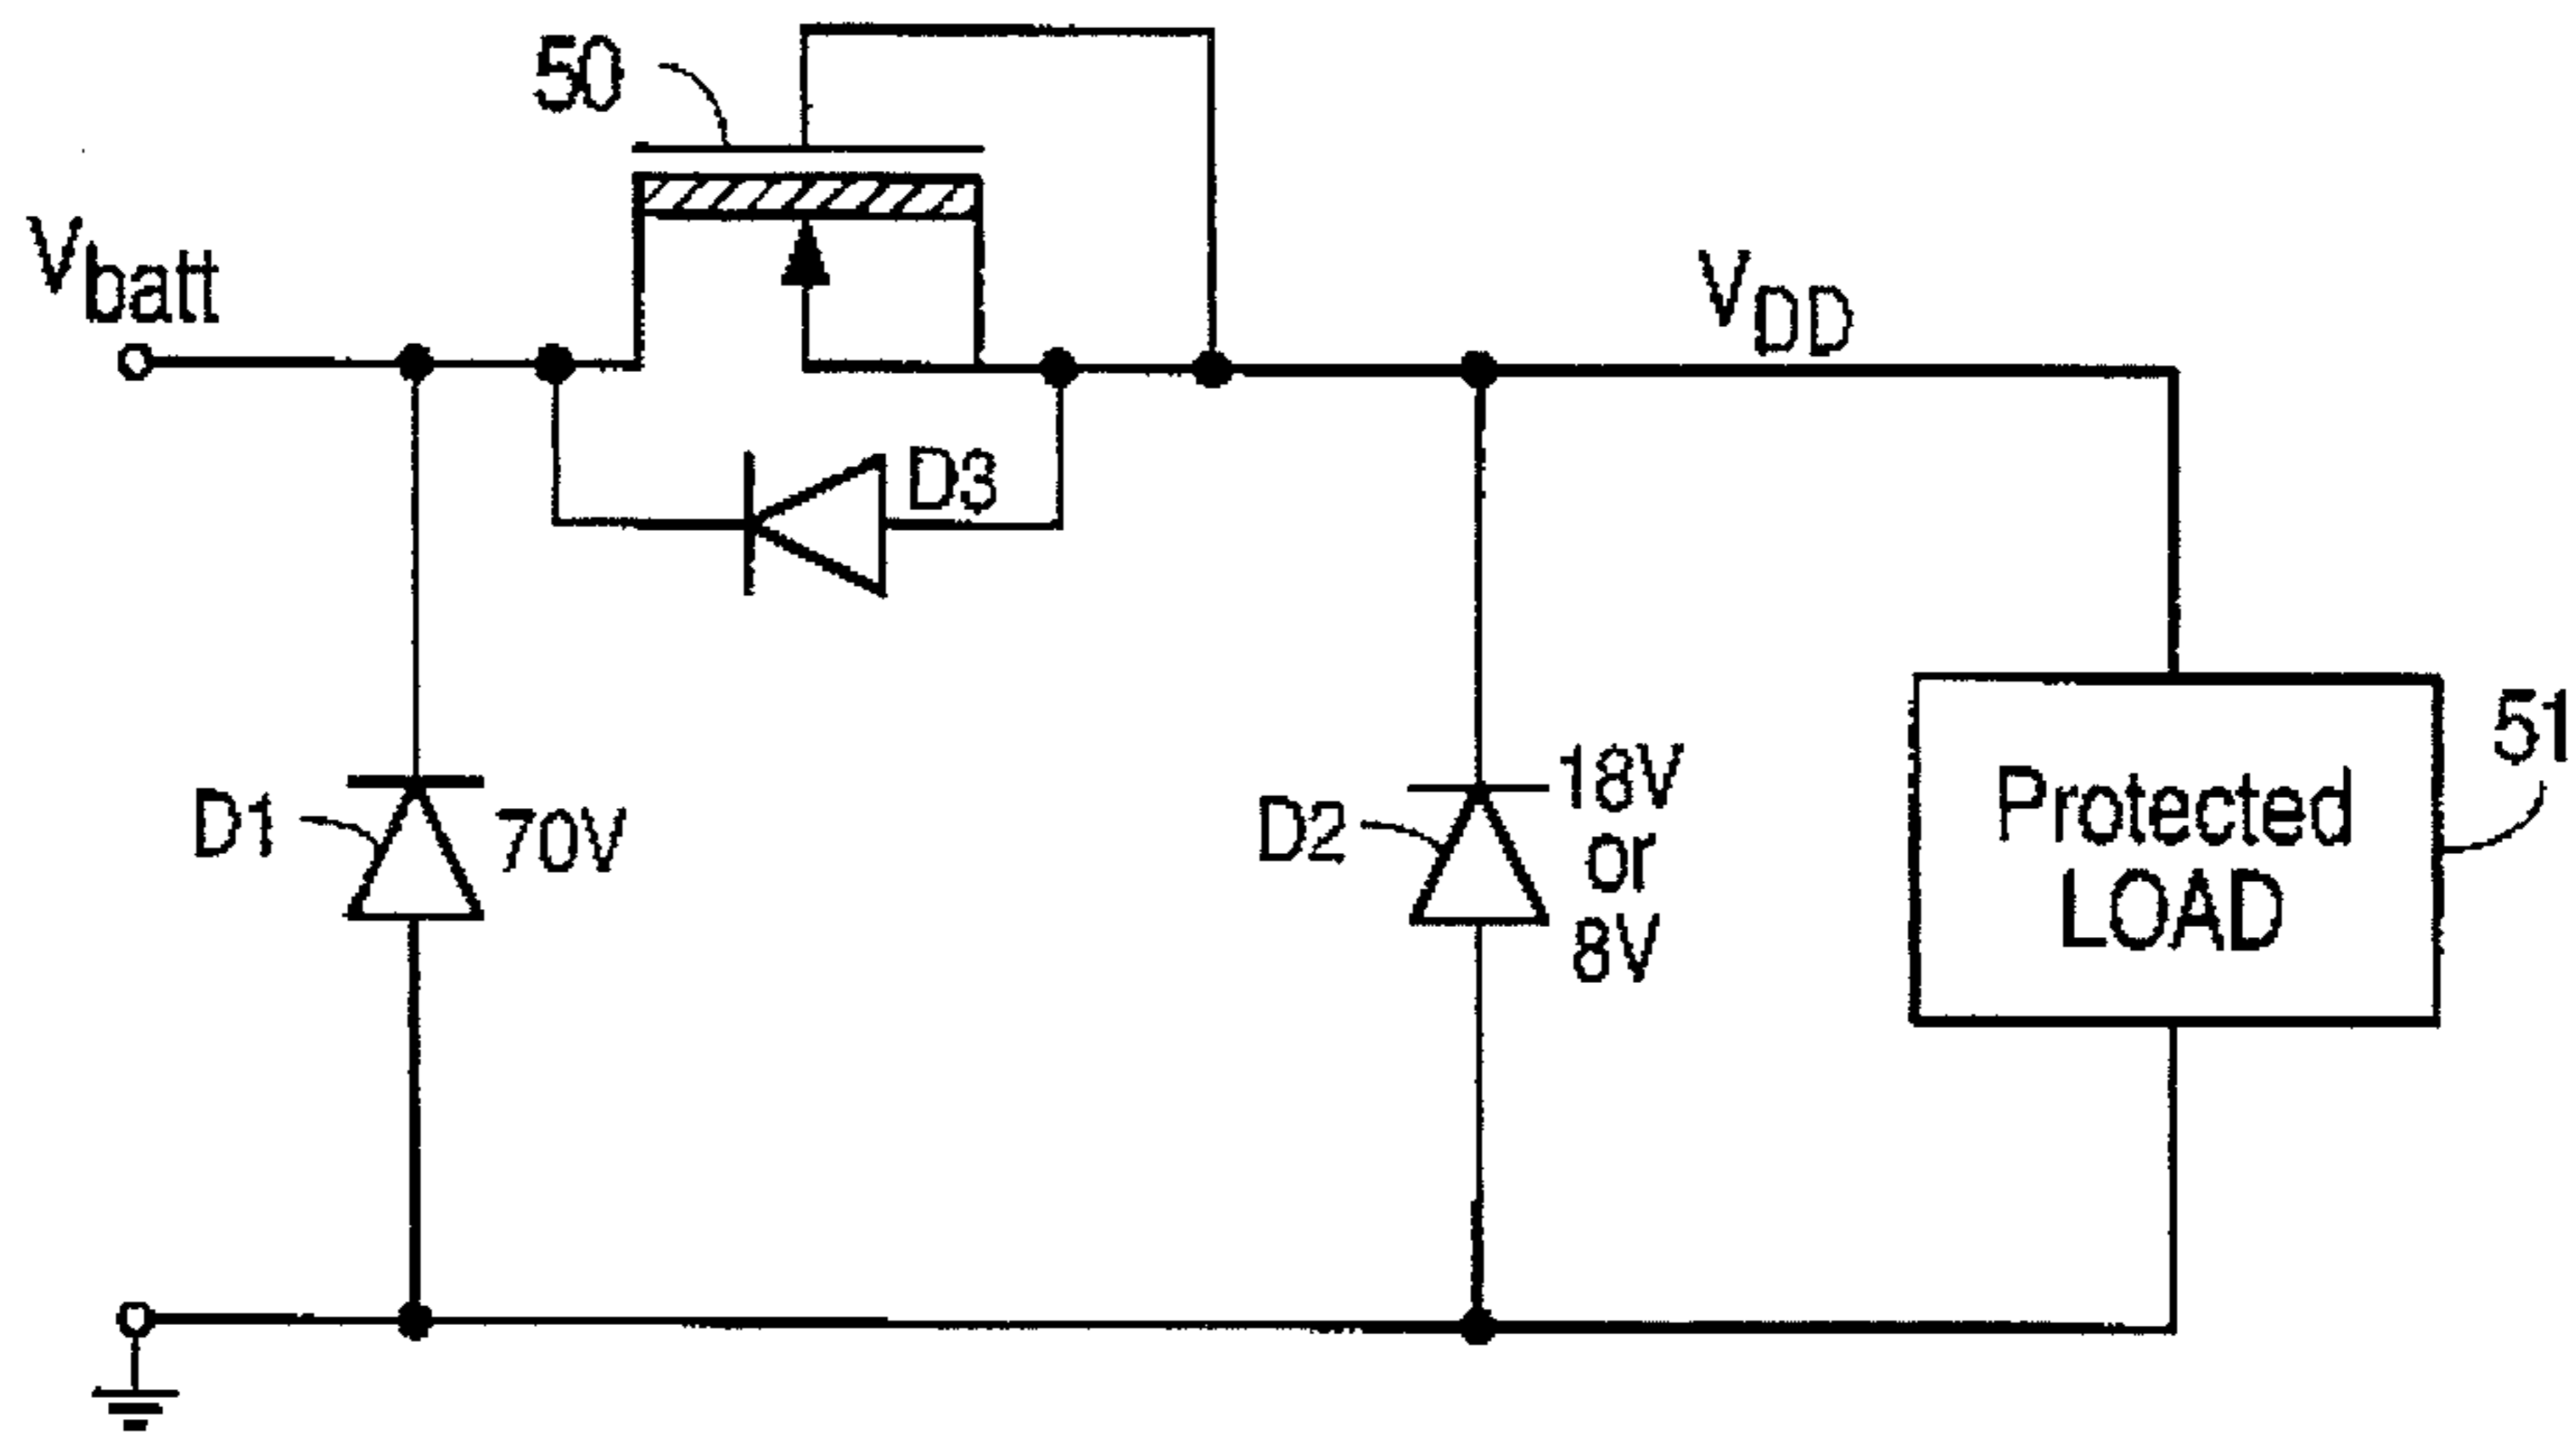 50
Vbatt
VDD
D3
D1
70V
D2
18V
or
8V
Protected
LOAD
51